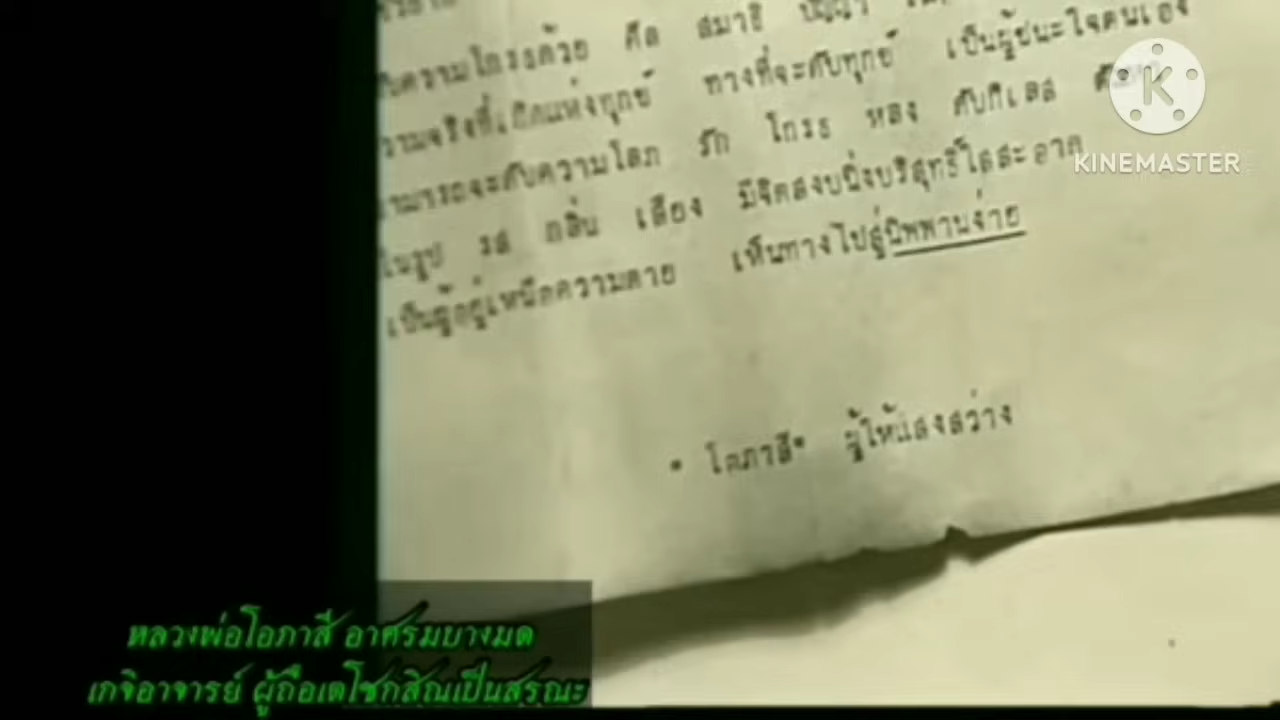 ความโกรธด้วย ศีล สมาธิ ปัญญา
ความจริงที่เกิดแห่งทุกข์ ทางที่จะดับทุกข์ เป็นผู้ชนะใจตนเอง
สามารถจะดับความโลภ รัก โกรธ หลง ดับกิเลส
ในรูป รส กลิ่น เสียง มีจิตสงบนิ่งบริสุทธิ์ใสสะอาด
เป็นผู้อยู่เหนือความตาย เห็นทางไปสู่นิพพานง่าย
" โอภาสี" ผู้ให้แสงสว่าง
KINEMASTER
หลวงพ่อโอภาสี อาศรมบางมด
เกจิอาจารย์ ผู้ถือเตโชกสิณเป็นสรณะ